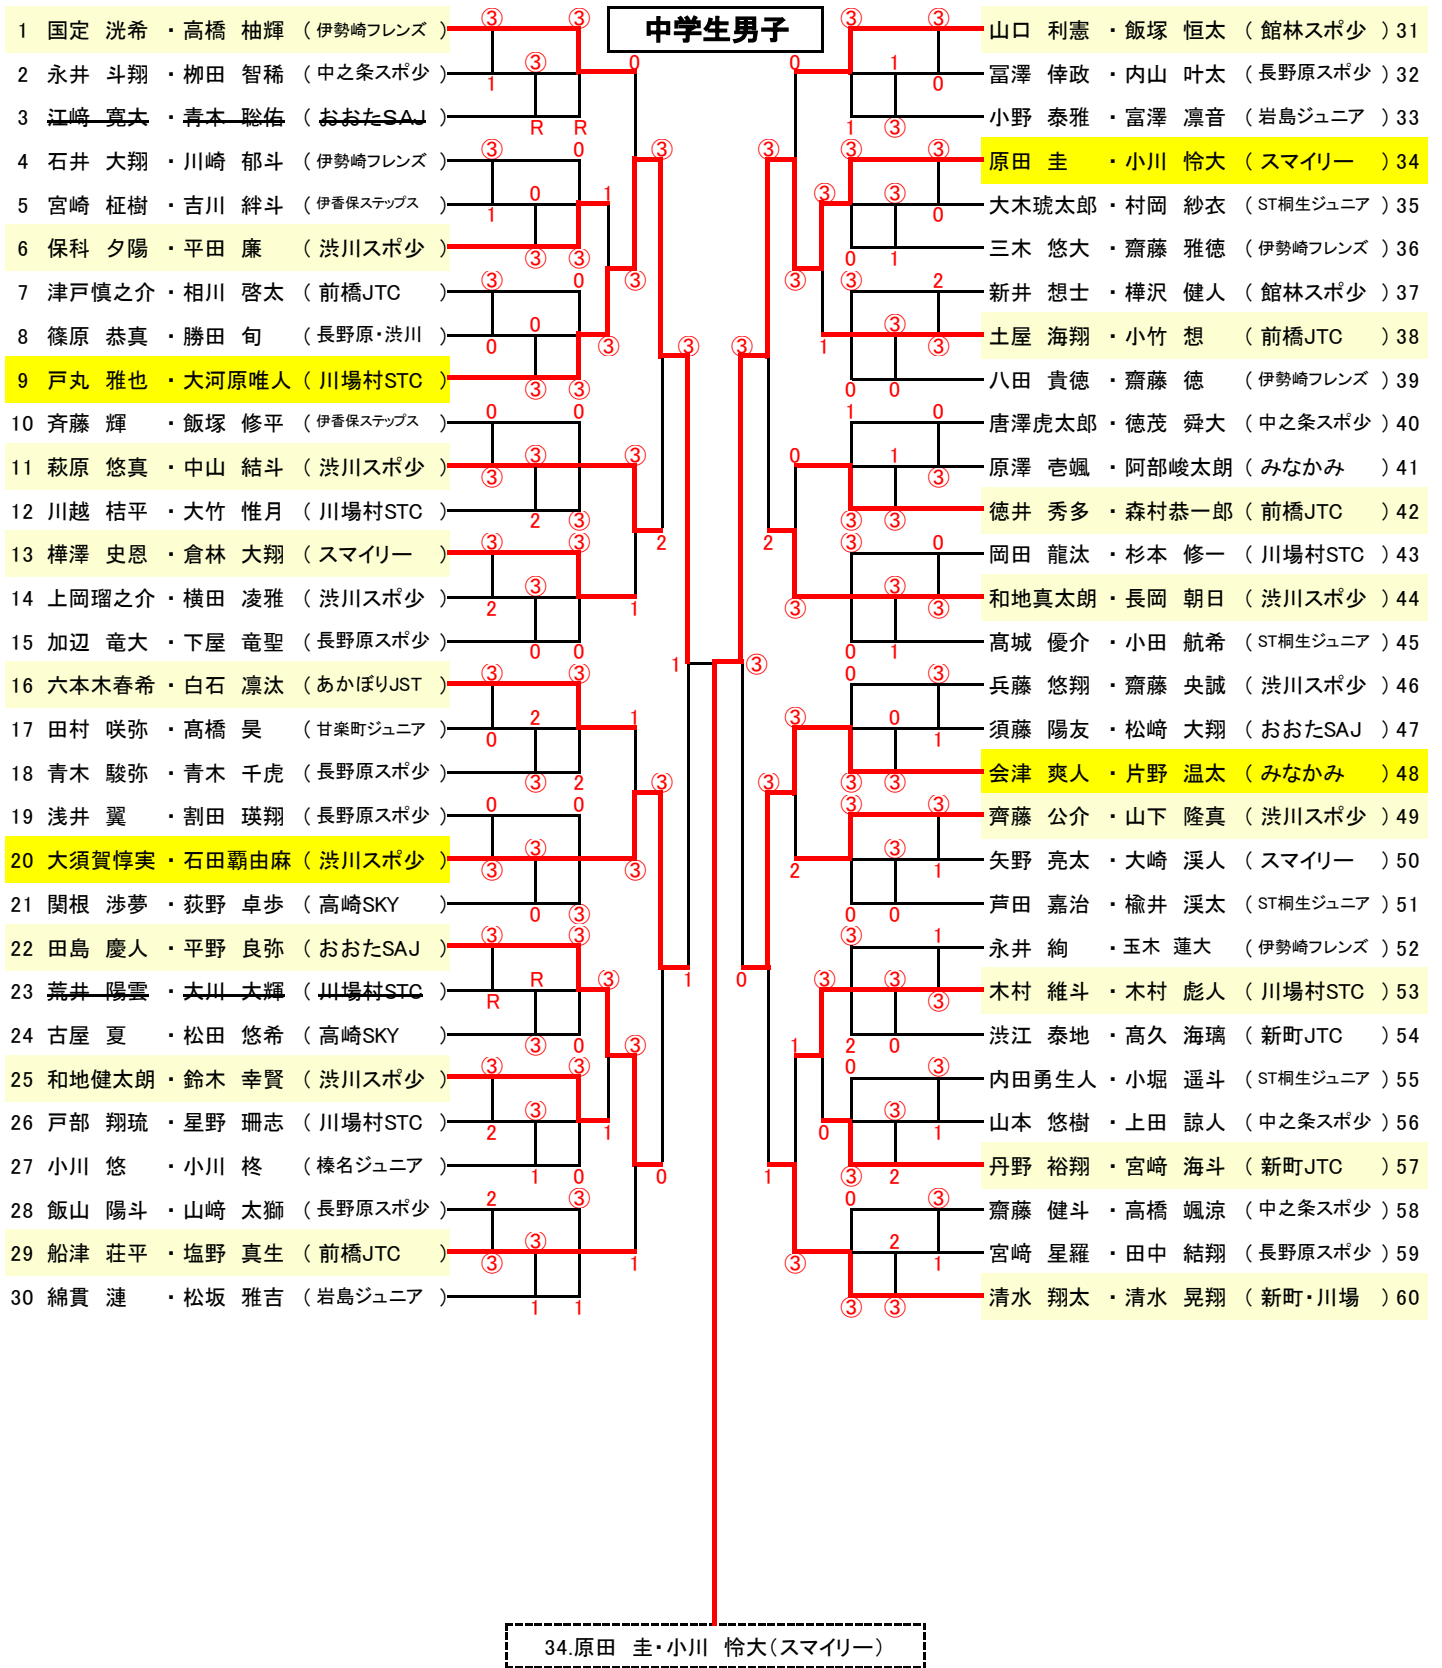 中学生男子
1 国定 洸希 ・高橋 柚輝 (伊勢崎フレンズ)
2 永井 斗翔 ・栁田 智稀 (中之条スポ少)
3 江﨑 寛太 ・青木 聡佑 (おおたSAJ)
4 石井 大翔 ・川崎 郁斗 (伊勢崎フレンズ)
5 宮崎 柾樹 ・吉川 絆斗 (伊香保ステップス)
6 保科 夕陽 ・平田 廉 (渋川スポ少)
7 津戸慎之介 ・相川 啓太 (前橋JTC)
8 篠原 恭真 ・勝田 旬 (長野原・渋川)
9 戸丸 雅也 ・大河原唯人 (川場村STC)
10 斉藤 輝 ・飯塚 修平 (伊香保ステップス)
11 萩原 悠真 ・中山 結斗 (渋川スポ少)
12 川越 桔平 ・大竹 惟月 (川場村STC)
13 樺澤 史恩 ・倉林 大翔 (スマイリー)
14 上岡瑠之介 ・横田 凌雅 (渋川スポ少)
15 加辺 竜大 ・下屋 竜聖 (長野原スポ少)
16 六本木春希 ・白石 凛汰 (あかぼりJST)
17 田村 咲弥 ・髙橋 昊 (甘楽町ジュニア)
18 青木 駿弥 ・青木 千虎 (長野原スポ少)
19 浅井 翼 ・割田 瑛翔 (長野原スポ少)
20 大須賀惇実 ・石田覇由麻 (渋川スポ少)
21 関根 渉夢 ・荻野 卓歩 (高崎SKY)
22 田島 慶人 ・平野 良弥 (おおたSAJ)
23 荒井 陽雲 ・大川 大輝 (川場村STC)
24 古屋 夏 ・松田 悠希 (高崎SKY)
25 和地健太朗 ・鈴木 幸賢 (渋川スポ少)
26 戸部 翔琉 ・星野 珊志 (川場村STC)
27 小川 悠 ・小川 柊 (榛名ジュニア)
28 飯山 陽斗 ・山﨑 太獅 (長野原スポ少)
29 船津 荘平 ・塩野 真生 (前橋JTC)
30 綿貫 漣 ・松坂 雅吉 (岩島ジュニア)
山口 利憲 ・飯塚 恒太 (館林スポ少) 31
冨澤 倖政 ・内山 叶太 (長野原スポ少) 32
小野 泰雅 ・富澤 凛音 (岩島ジュニア) 33
原田 圭 ・小川 怜大 (スマイリー) 34
大木琥太郎 ・村岡 紗衣 (ST桐生ジュニア) 35
三木 悠大 ・齋藤 雅徳 (伊勢崎フレンズ) 36
新井 想士 ・樺沢 健人 (館林スポ少) 37
土屋 海翔 ・小竹 想 (前橋JTC) 38
八田 貴徳 ・齋藤 徳 (伊勢崎フレンズ) 39
唐澤虎太郎 ・徳茂 舜大 (中之条スポ少) 40
原澤 壱颯 ・阿部峻太朗 (みなかみ) 41
徳井 秀多 ・森村恭一郎 (前橋JTC) 42
岡田 龍汰 ・杉本 修一 (川場村STC) 43
和地真太朗 ・長岡 朝日 (渋川スポ少) 44
髙城 優介 ・小田 航希 (ST桐生ジュニア) 45
兵藤 悠翔 ・齋藤 央誠 (渋川スポ少) 46
須藤 陽友 ・松﨑 大翔 (おおたSAJ) 47
会津 爽人 ・片野 温太 (みなかみ) 48
齊藤 公介 ・山下 隆真 (渋川スポ少) 49
矢野 亮太 ・大崎 渓人 (スマイリー) 50
芦田 嘉治 ・楡井 渓太 (ST桐生ジュニア) 51
永井 絢 ・玉木 蓮大 (伊勢崎フレンズ) 52
木村 維斗 ・木村 彪人 (川場村STC) 53
渋江 泰地 ・髙久 海璃 (新町JTC) 54
内田勇生人 ・小堀 遥斗 (ST桐生ジュニア) 55
山本 悠樹 ・上田 諒人 (中之条スポ少) 56
丹野 裕翔 ・宮﨑 海斗 (新町JTC) 57
齋藤 健斗 ・高橋 颯涼 (中之条スポ少) 58
宮﨑 星羅 ・田中 結翔 (長野原スポ少) 59
清水 翔太 ・清水 晃翔 (新町・川場) 60
34.原田 圭・小川 怜大(スマイリー)